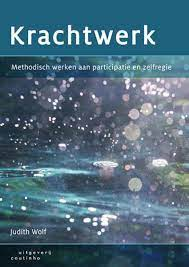 Krachtwerk
Methodisch werken aan participatie en zelfregie
Judith Wolf
uitgeverij
coutinho